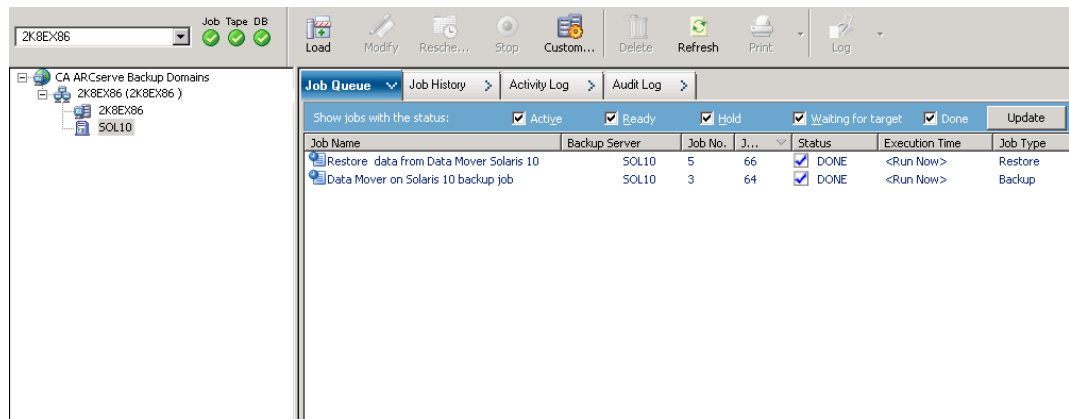 Job Tape DB
2K8EX86
Load Modify Resche... Stop Custom... Delete Refresh Print Log
CA ARCserve Backup Domains
2K8EX86 (2K8EX86 )
2K8EX86
SOL10
Job Queue Job History Activity Log Audit Log
Show jobs with the status: Active Ready Hold Waiting for target Done Update
Job Name Backup Server Job No. J... Status Execution Time Job Type
Restore data from Data Mover Solaris 10 SOL10 5 66 DONE <Run Now> Restore
Data Mover on Solaris 10 backup job SOL10 3 64 DONE <Run Now> Backup